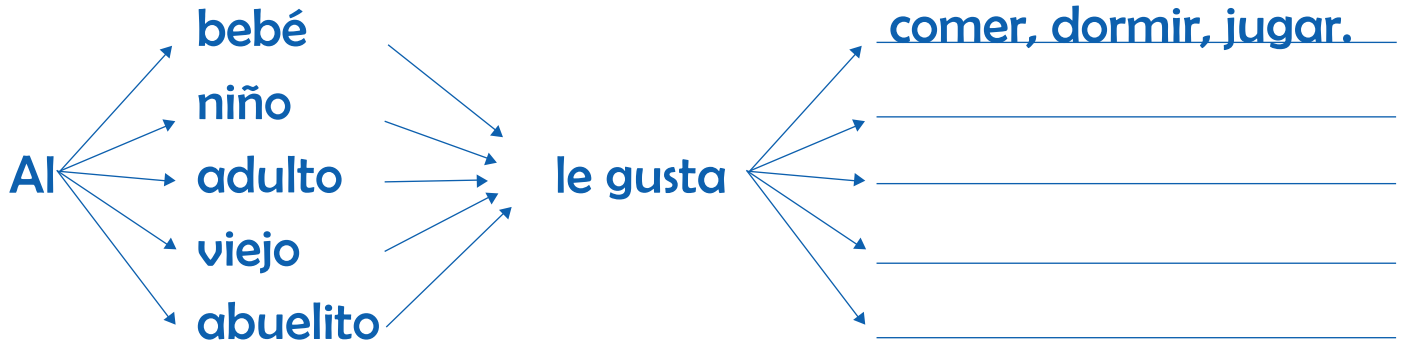 Al
bebé
niño
adulto
viejo
abuelito
le gusta
comer, dormir, jugar.